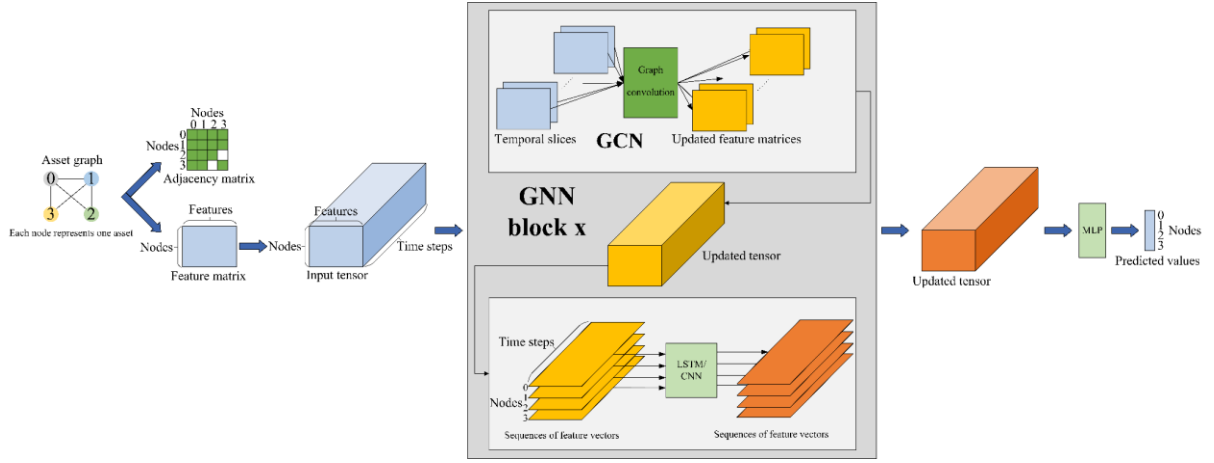 Asset graph
0 1
3 2
Each node represents one asset
Nodes
0 1 2 3
Nodes
0
1
2
3
Adjacency matrix
Features
Nodes
Feature matrix
Features
Nodes
Time steps
Input tensor
Temporal slices
Graph
convolution
GCN
Updated feature matrices
GNN
block x
Updated tensor
Time steps
Nodes
0
1
2
3
Sequences of feature vectors
LSTM/
CNN
Sequences of feature vectors
Updated tensor
MLP
0
1
2
3
Nodes
Predicted values